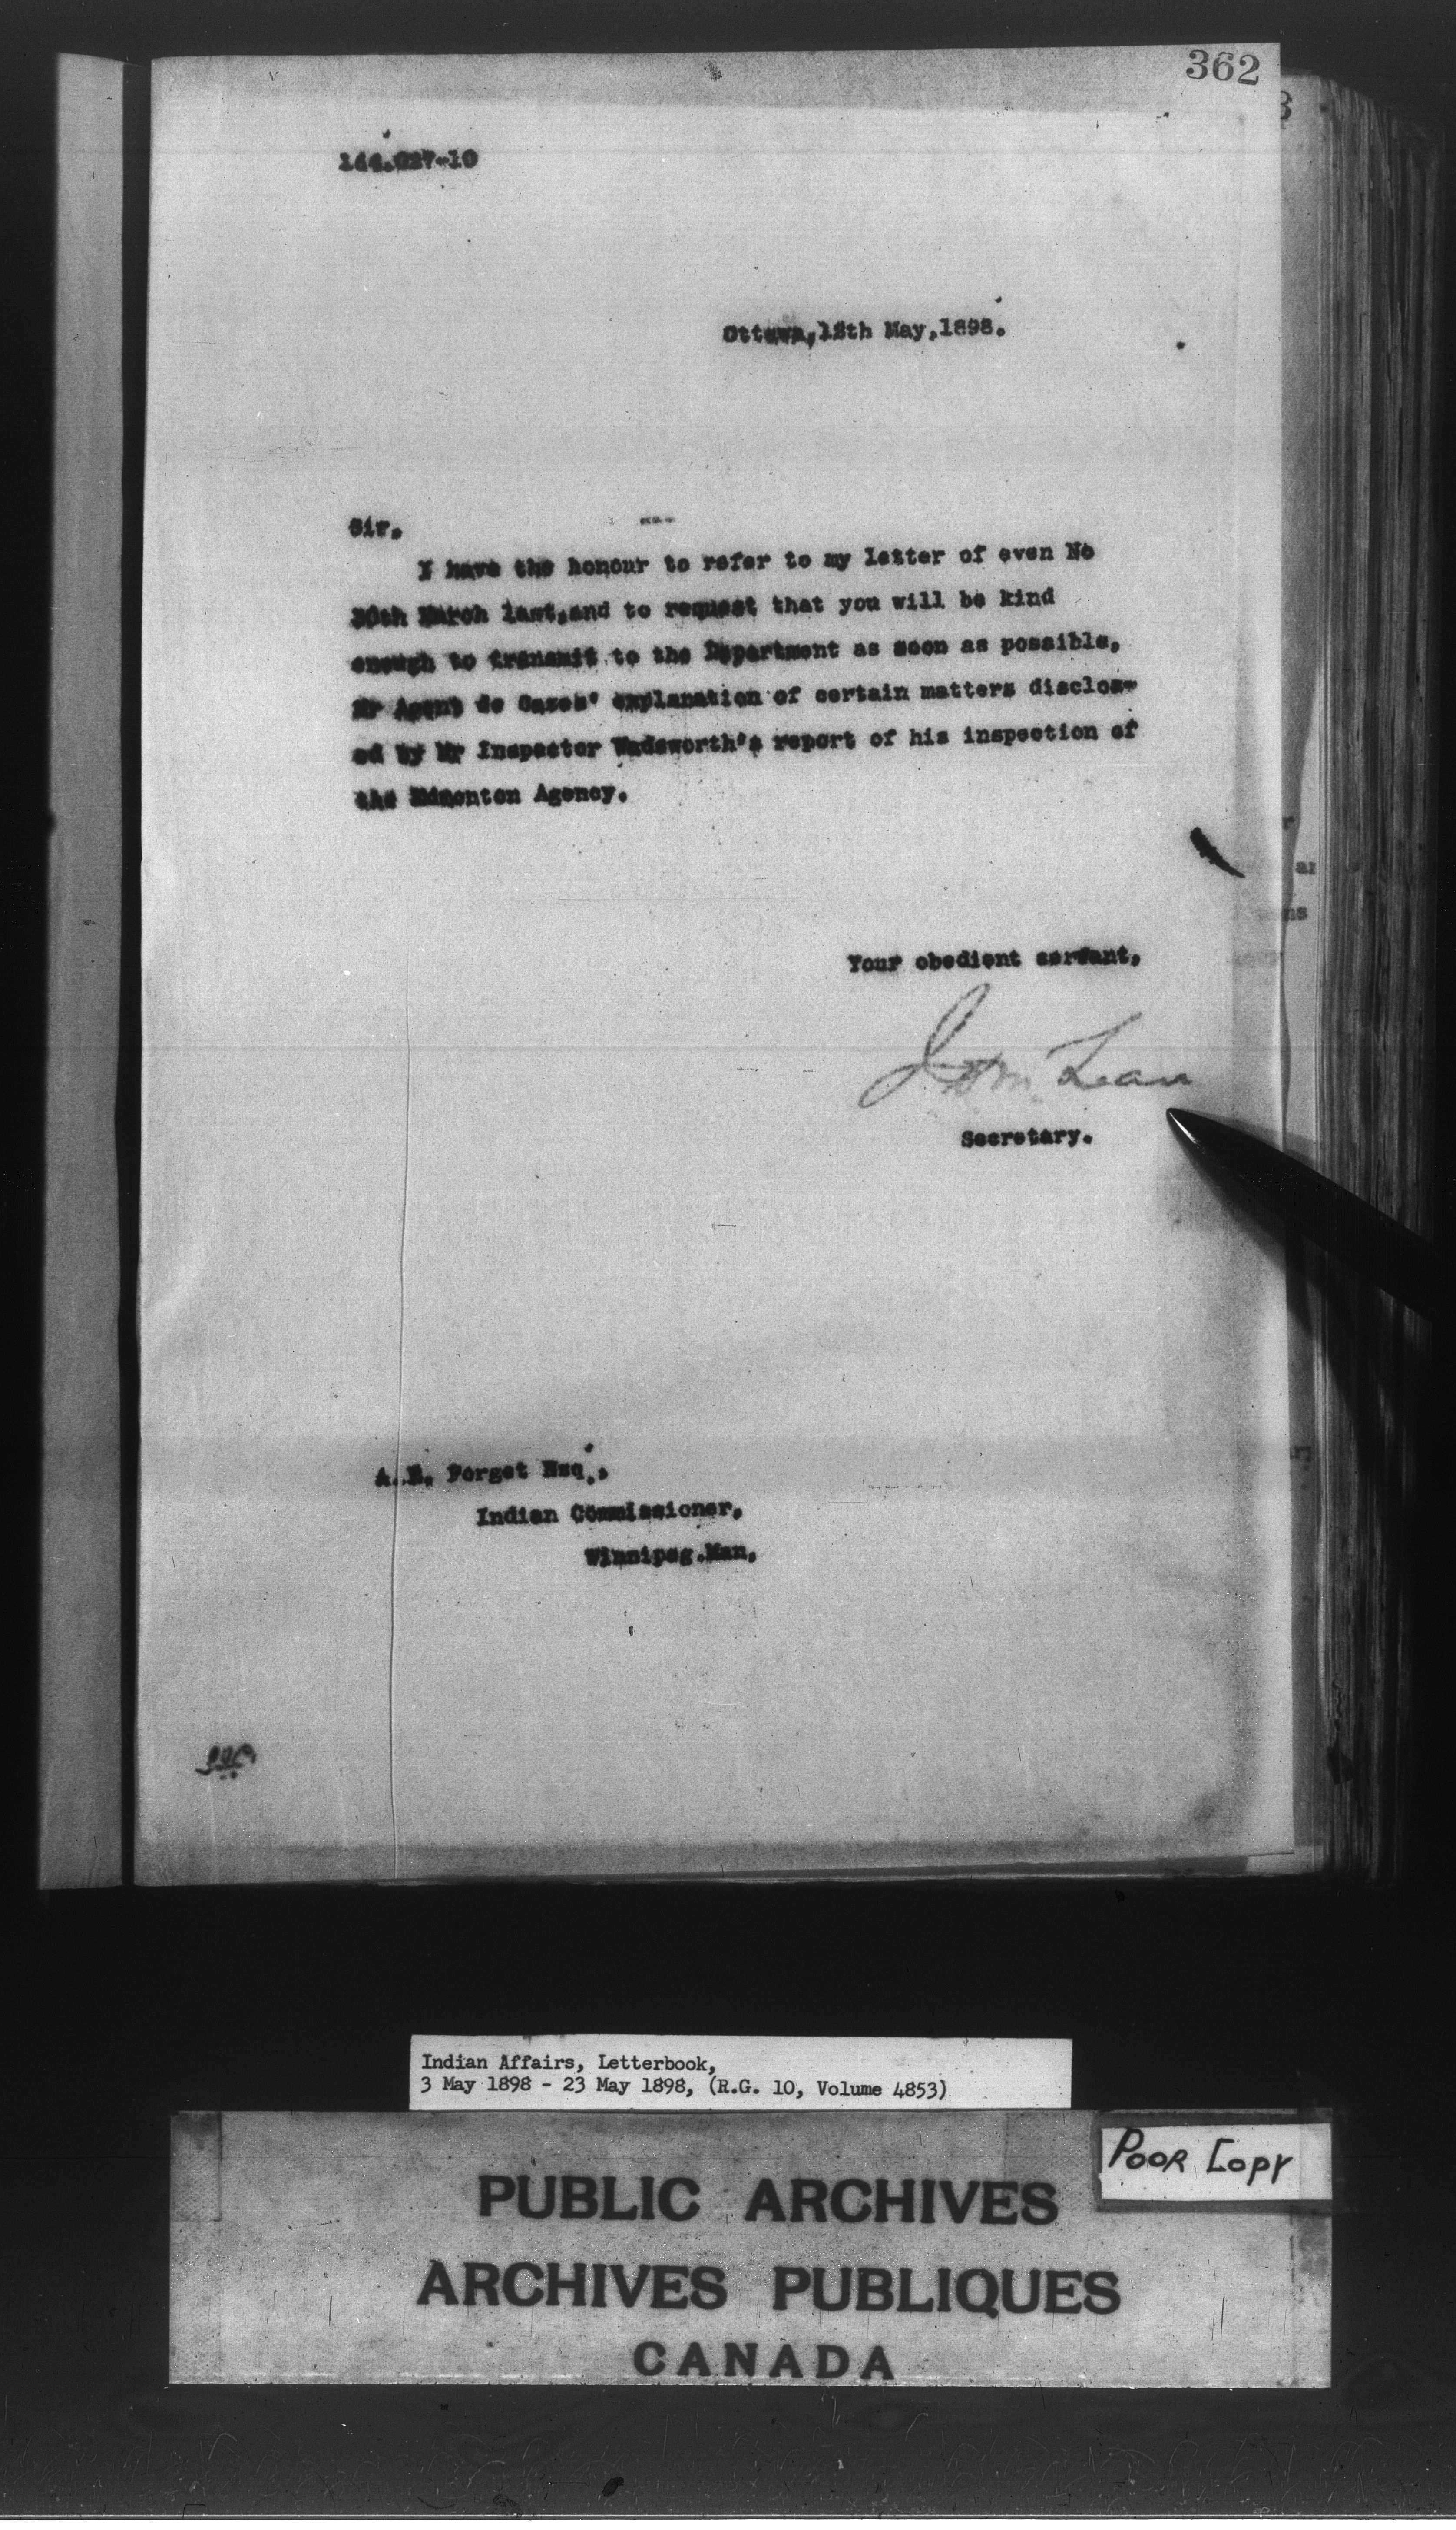 362
Ottawa, 12th May, 1898.
Sir,
I have the honour to refer to my letter of even No
30th March last, and to request that you will be kind
enough to transmit to the Department as soon as possible,
Mr Agent de Cazes' explanation of certain matters disclos-
ed by Mr Inspector Wadsworth's report of his inspection of
the Edmonton Agency.
Your obedient servant,
Secretary.
A.E. Forget Esq.,
Indian Commissioner,
Winnipeg.Man,
Indian Affairs, Letterbook,
3 May 1898 - 23 May 1898, (R.G. 10, Volume 4853)
POOR COPY
PUBLIC ARCHIVES
ARCHIVES PUBLIQUES
CANADA